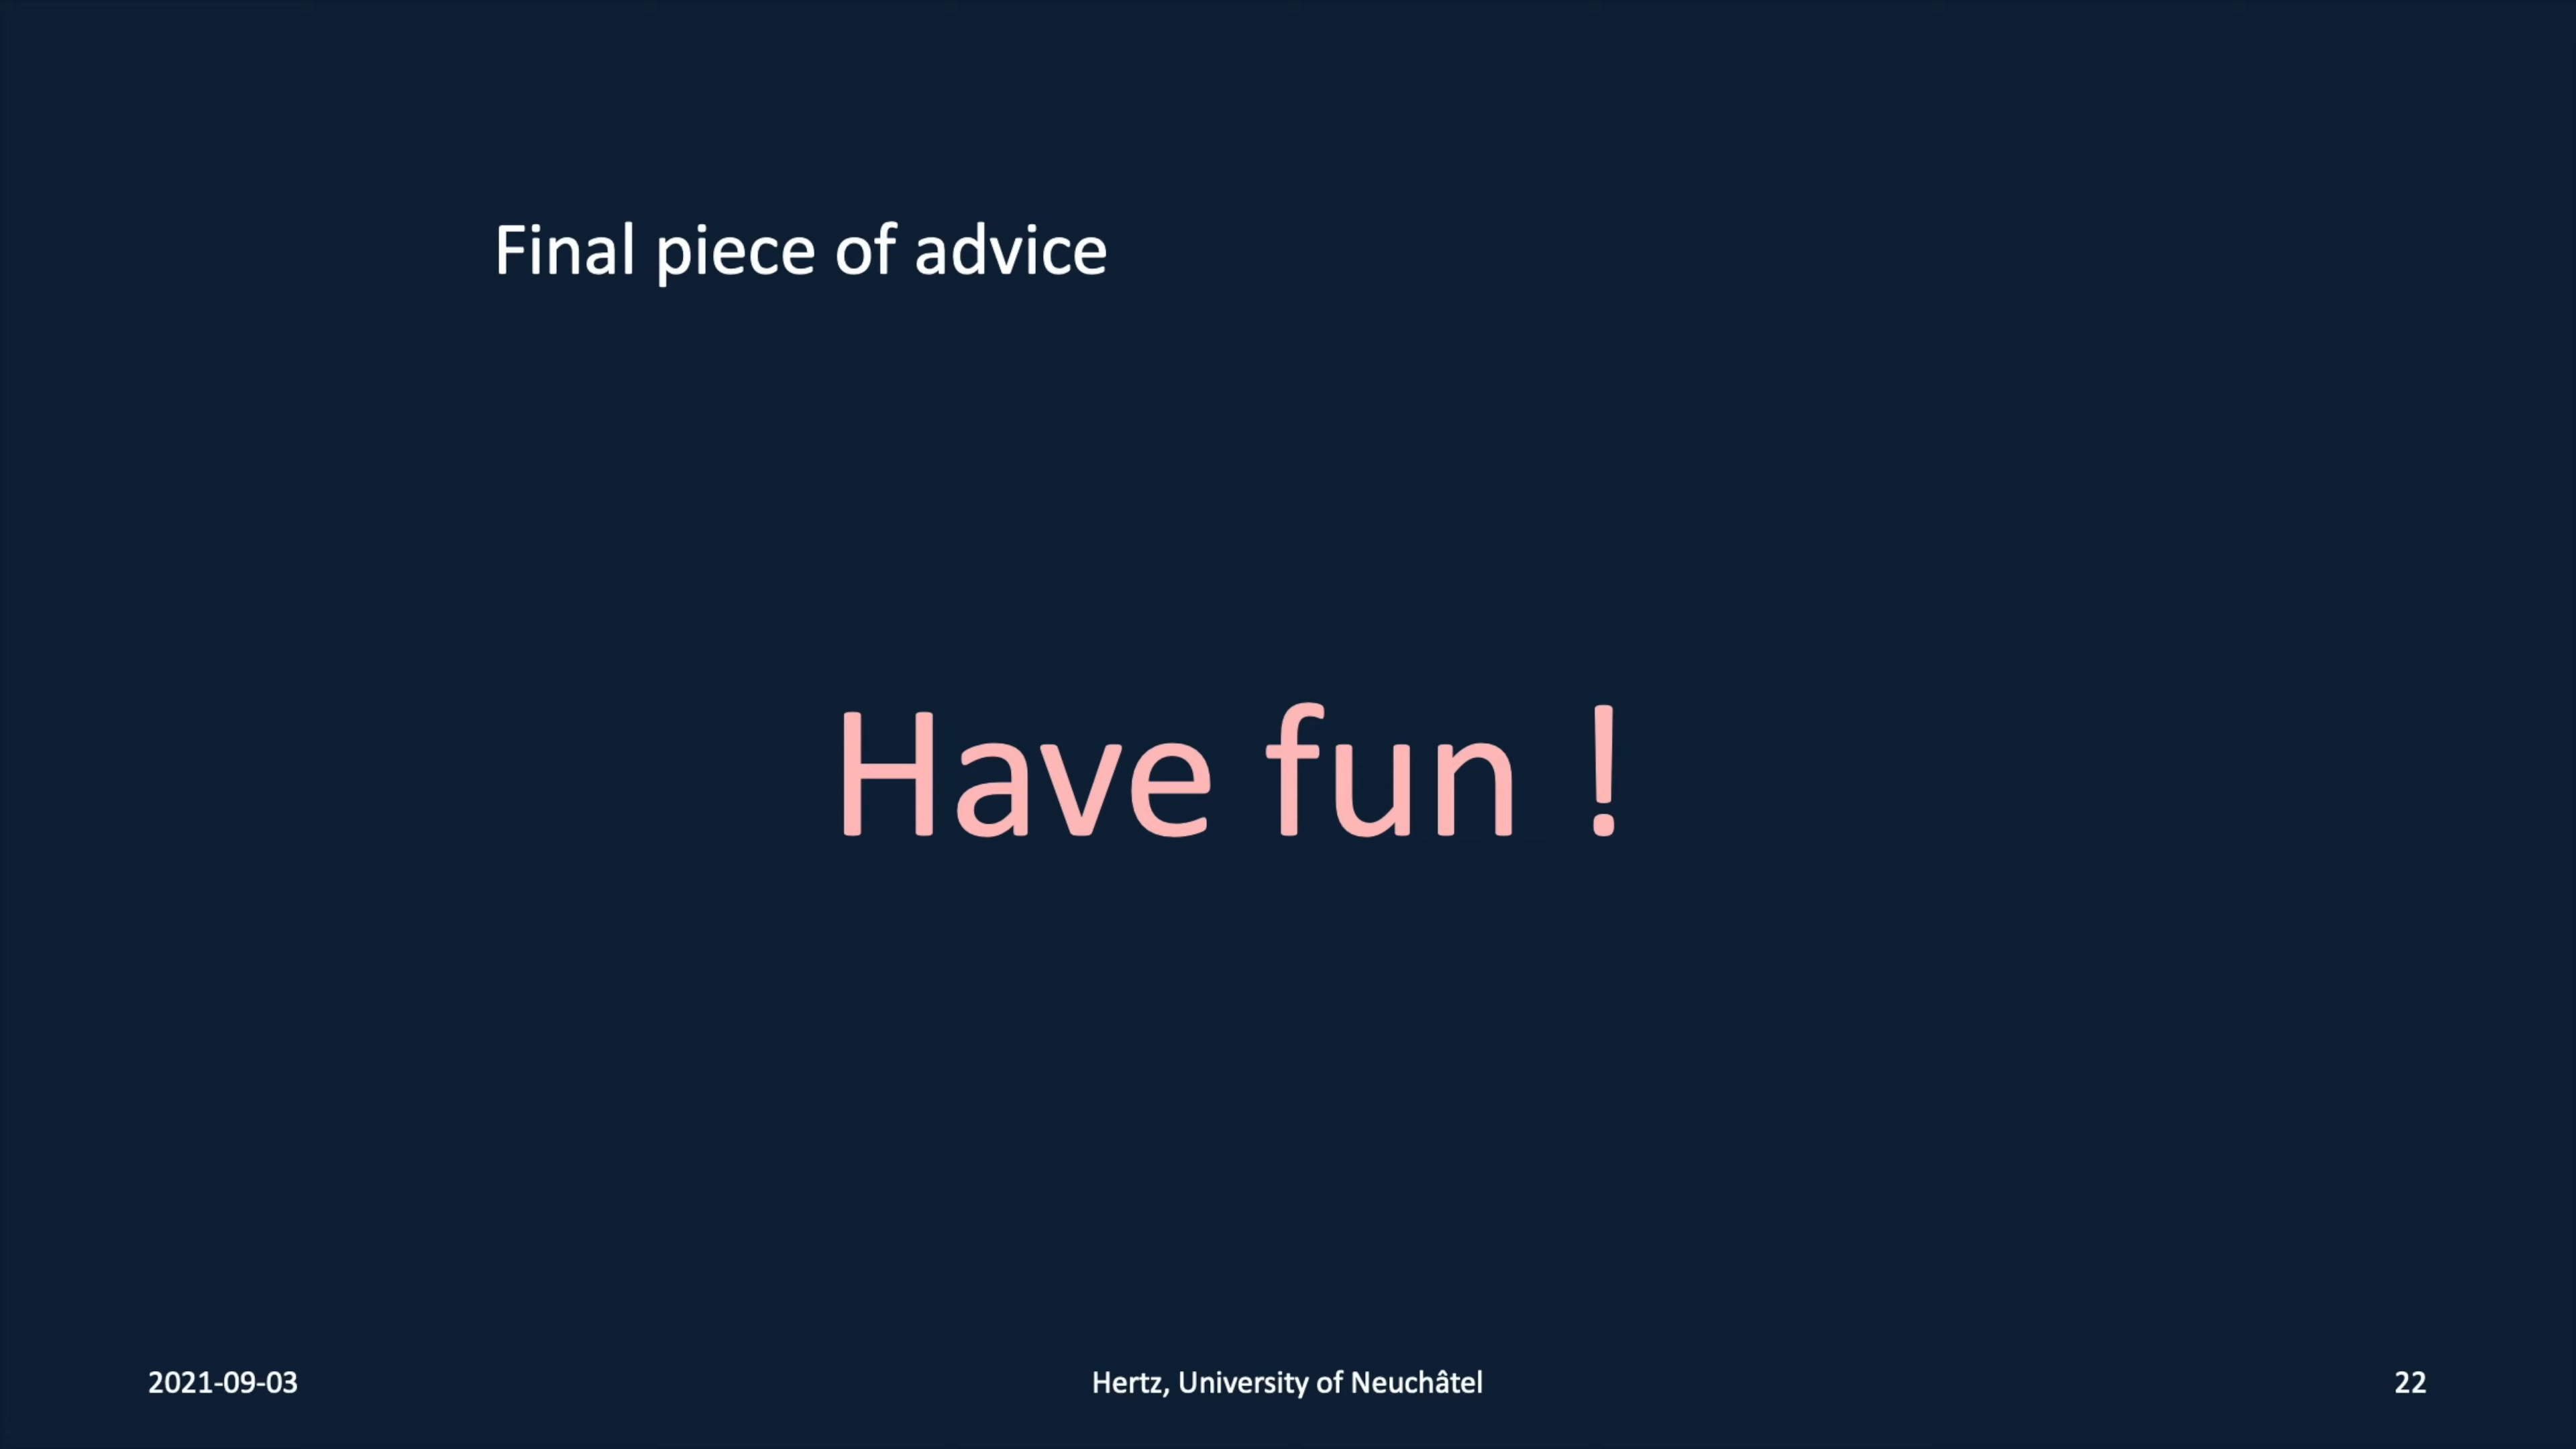 Final piece of advice
Have fun !
2021-09-03
Hertz, University of Neuchâtel
22